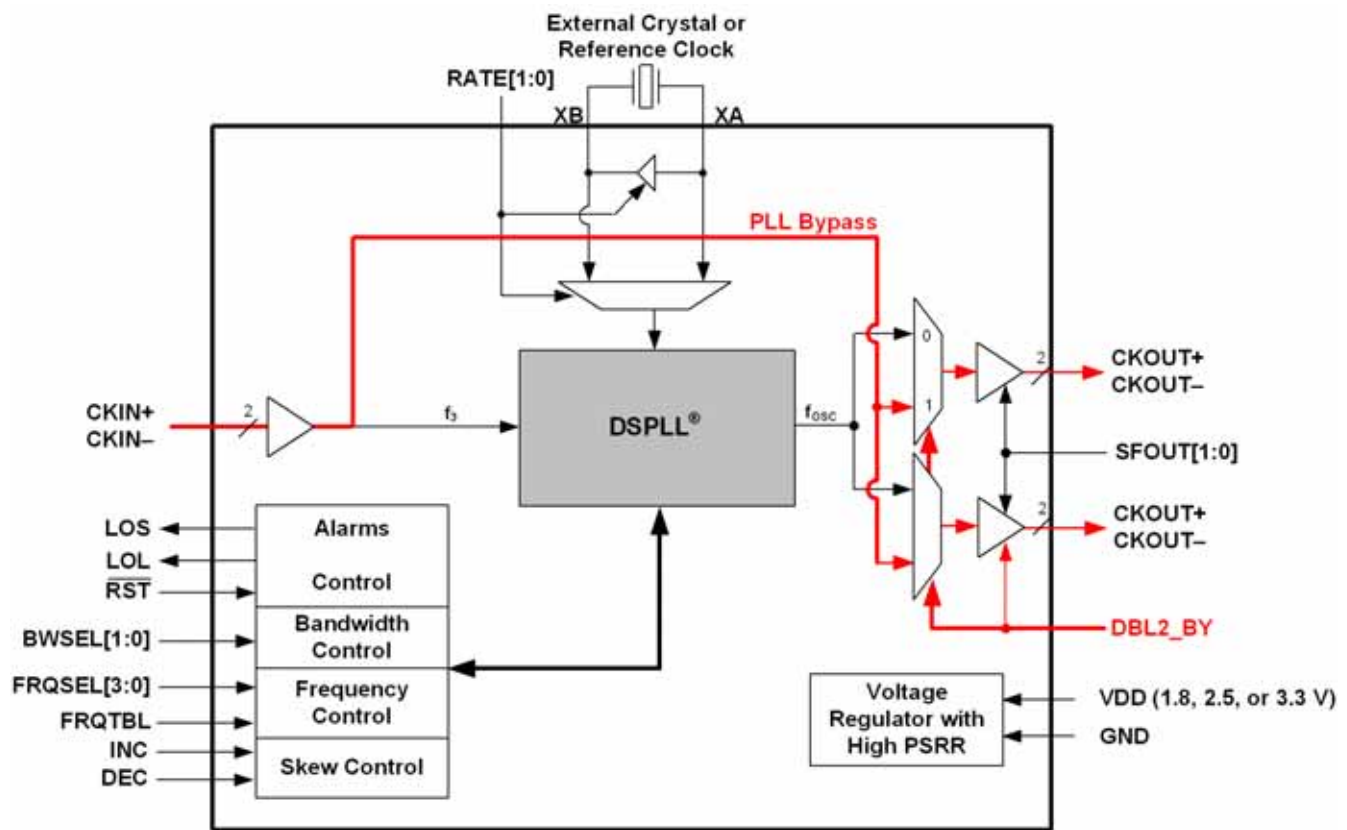 External Crystal or
Reference Clock
RATE[1:0]
XB
XA
PLL Bypass
CKIN+
CKIN–
2
f3
DSPLL®
fOSC
0
1
2
CKOUT+
CKOUT–
SFOUT[1:0]
2
CKOUT+
CKOUT–
DBL2_BY
LOS
LOL
RST
BWSEL[1:0]
FRQSEL[3:0]
FRQTBL
INC
DEC
Alarms
Control
Bandwidth
Control
Frequency
Control
Skew Control
Voltage
Regulator with
High PSRR
VDD (1.8, 2.5, or 3.3 V)
GND